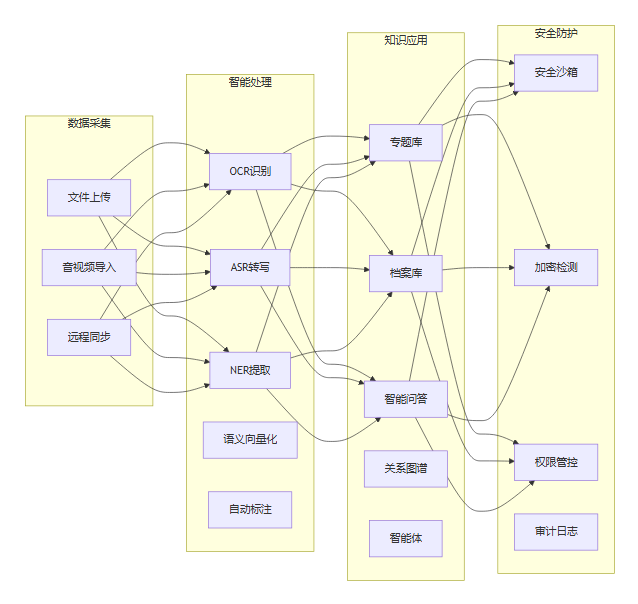 数据采集
文件上传
音视频导入
远程同步
智能处理
OCR识别
ASR转写
NER提取
语义向量化
自动标注
知识应用
专题库
档案库
智能问答
关系图谱
智能体
安全防护
安全沙箱
加密检测
权限管控
审计日志